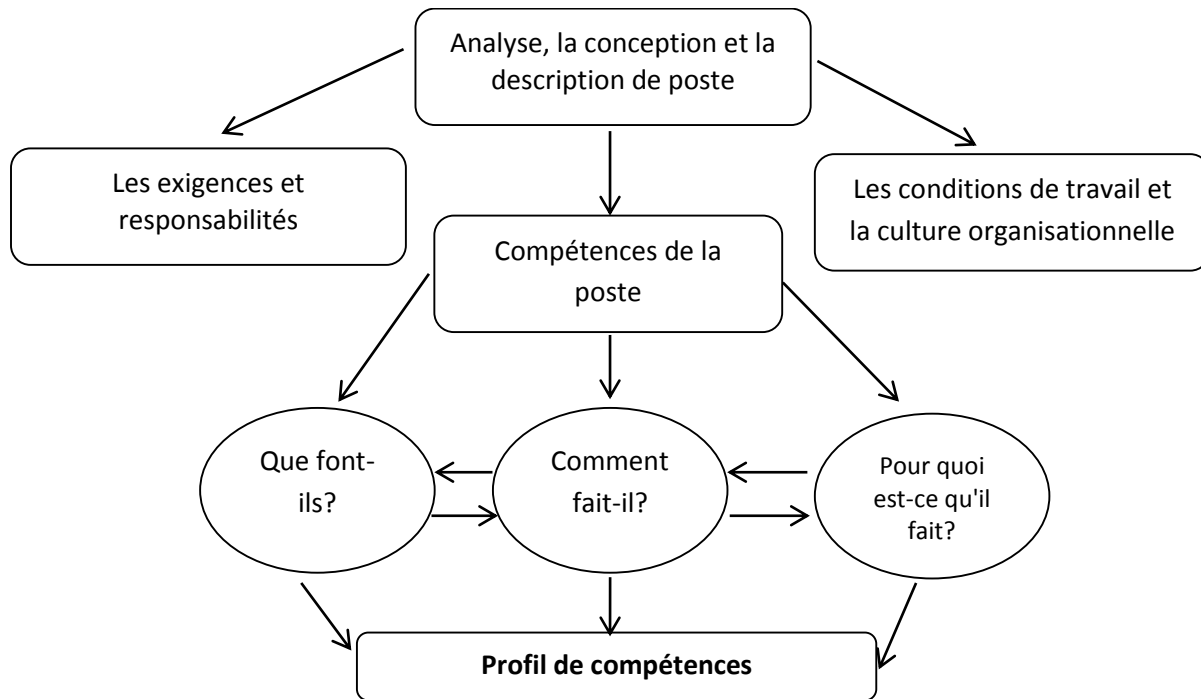 Analyse, la conception et la
description de poste
Les exigences et
responsabilités
Les conditions de travail et
la culture organisationnelle
Compétences de la
poste
Que font-
ils?
Comment
fait-il?
Pour quoi
est-ce qu'il
fait?
Profil de compétences